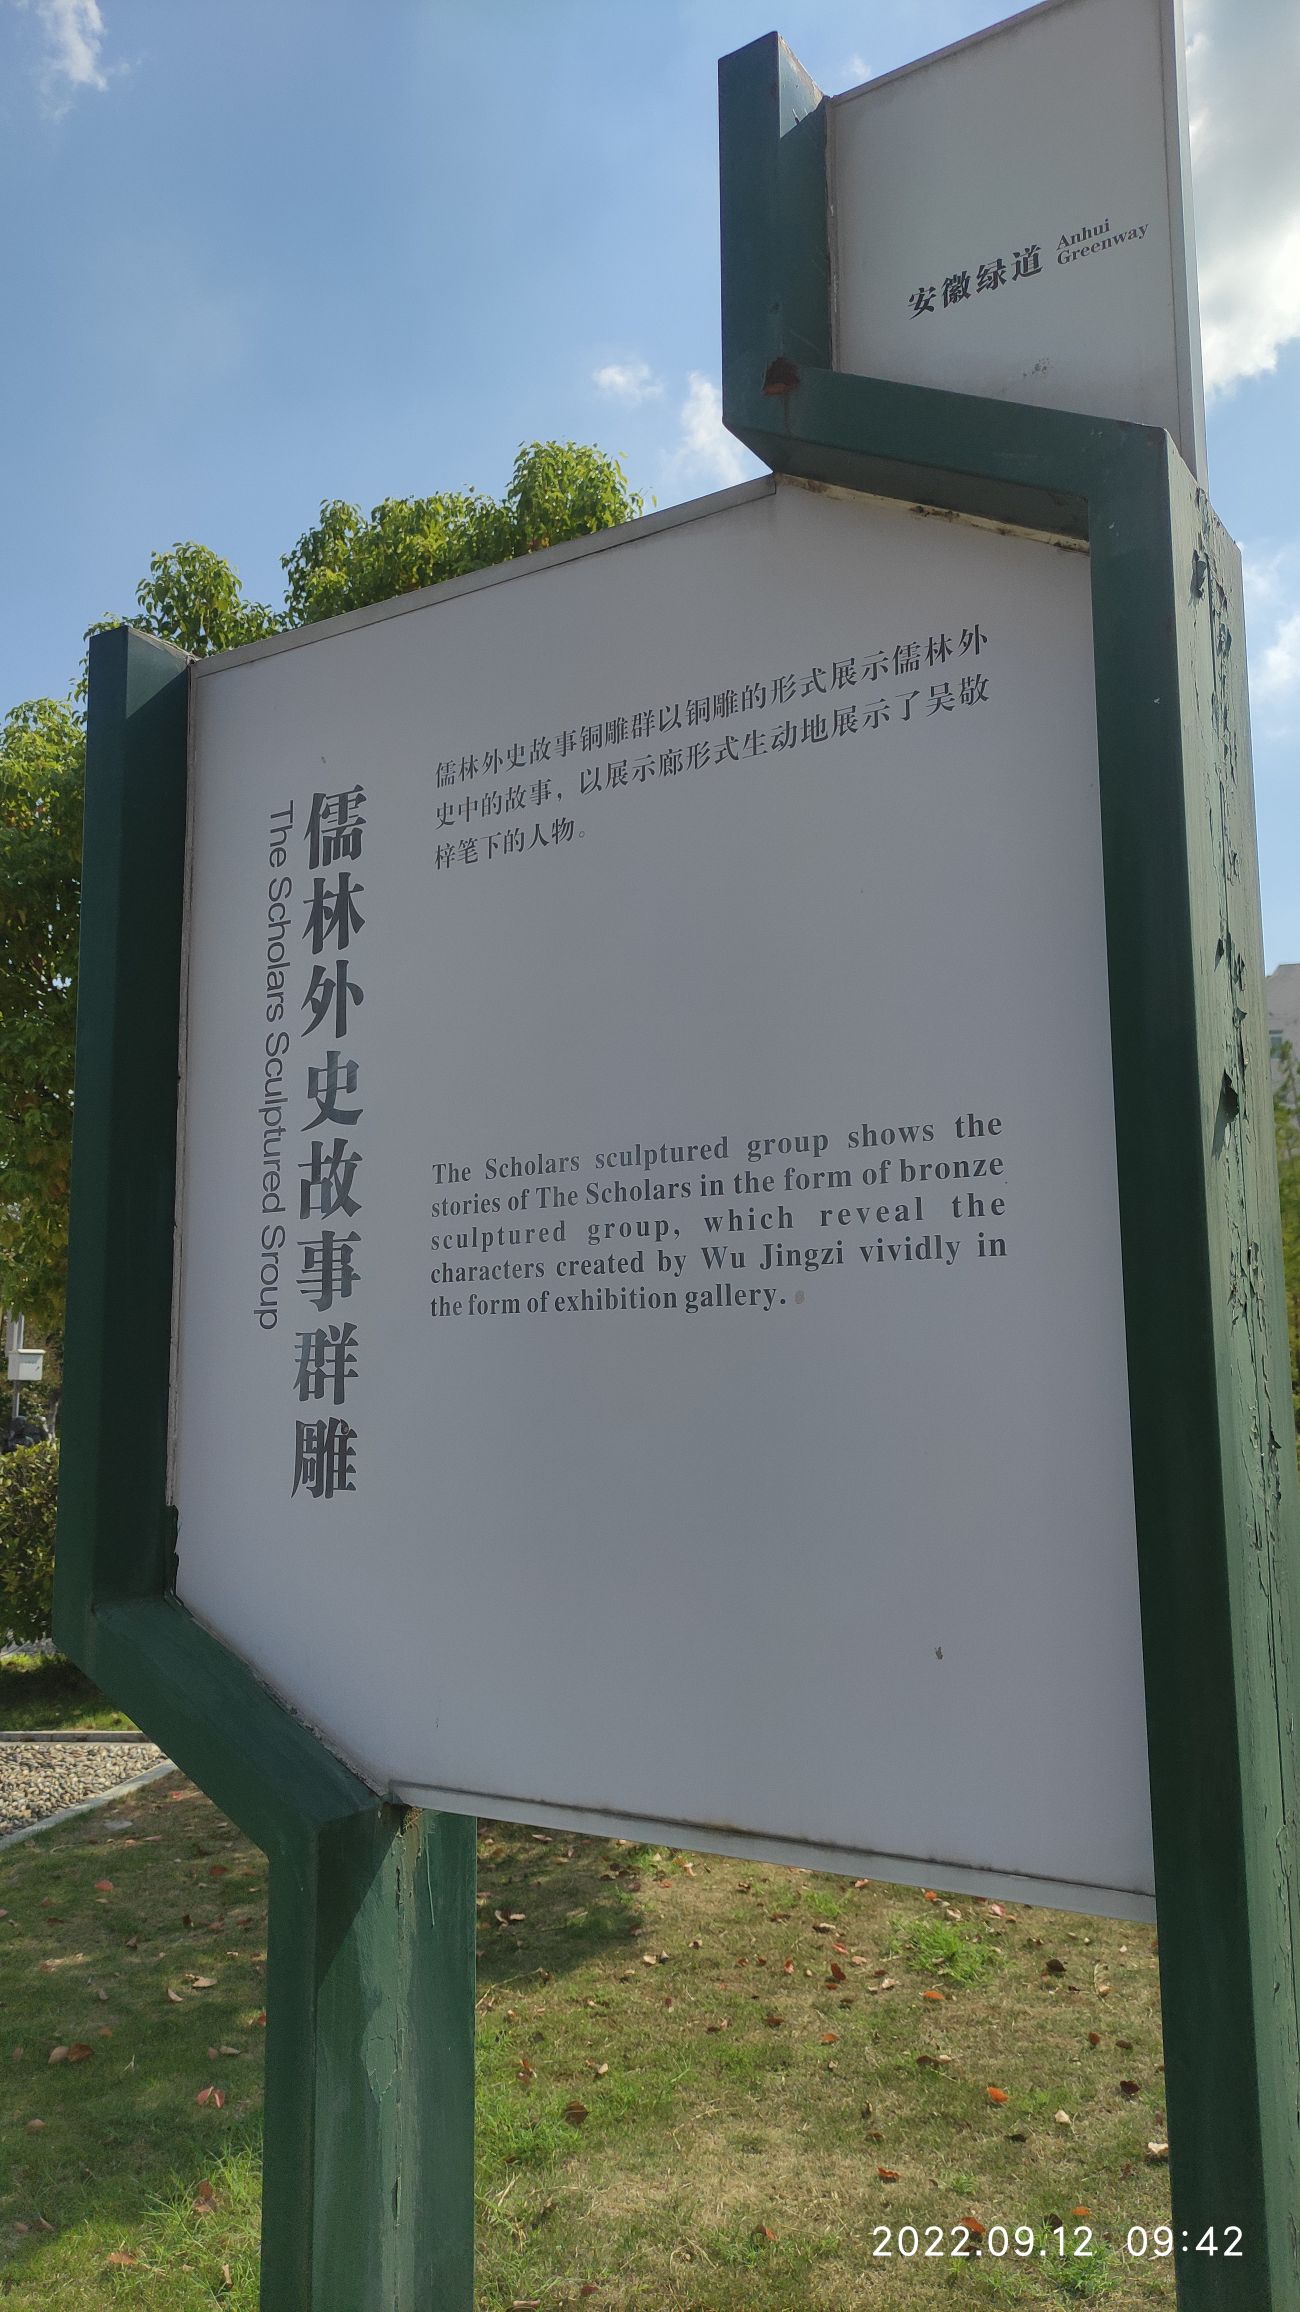 安徽绿道
Anhui
Greenway
儒林外史故事铜雕群以铜雕的形式展示儒林外
史中的故事，以展示廊形式生动地展示了吴敬
梓笔下的人物。
儒林外史故事群雕
The Scholars Sculptured Sroup
The Scholars sculptured group shows the
stories of The Scholars in the form of bronze
sculptured group, which reveal the
characters created by Wu Jingzi vividly in
the form of exhibition gallery.
2022.09.12 09:42